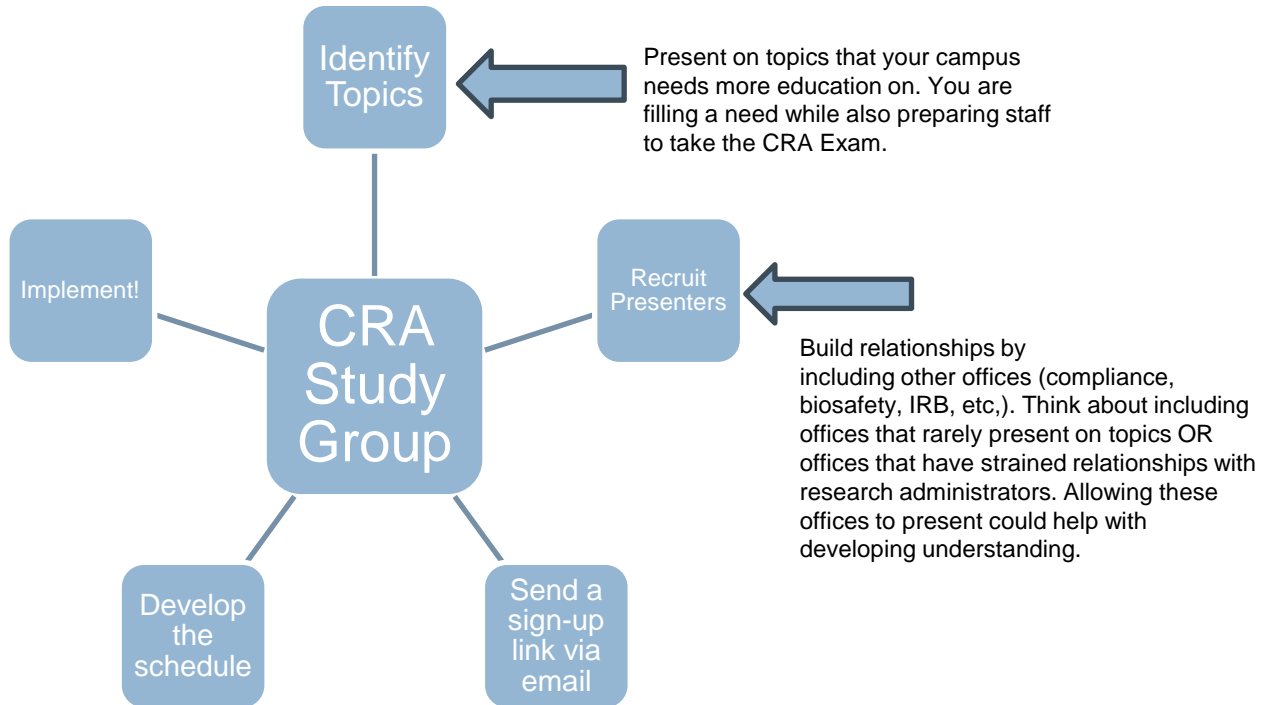 Identify
Topics
Present on topics that your campus
needs more education on. You are
filling a need while also preparing staff
to take the CRA Exam.
Implement!
Recruit
Presenters
CRA
Study
Group
Build relationships by
including other offices (compliance,
biosafety, IRB, etc,). Think about including
offices that rarely present on topics OR
offices that have strained relationships with
research administrators. Allowing these
offices to present could help with
developing understanding.
Develop
the
schedule
Send a
sign-up
link via
email